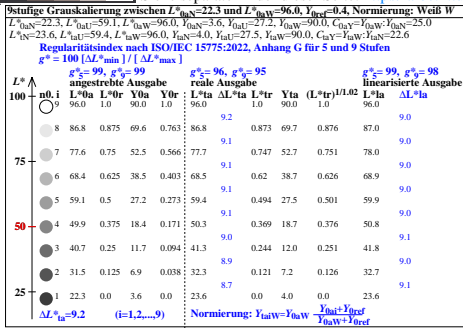 9stufige Grauskalierung zwischen L*0aN=22.3 und L*0aW=96.0, Y0ref=0.4, Normierung: Weiß W
L*0aN=22.3, L*0aU=59.1, L*0aW=96.0, Y0aN=3.6, Y0aU=27.2, Y0aW=90.0, C0aY=Y0aW:Y0aN=25.0
L*taN=23.6, L*taU=59.4, L*taW=96.0, YtaN=4.0, YtaU=27.5, YtaW=90.0, CtaY=YtaW:YtaN=22.6
Regularitätsindex nach ISO/IEC 15775:2022, Anhang G für 5 und 9 Stufen
g* = 100 [ΔL*min ] / [ ΔL*max ]
g*5= 99, g*9= 99 g*5= 96, g*9= 95 g*5= 99, g*9= 98
angestrebte Ausgabe reale Ausgabe linearisierte Ausgabe
L* n0. i L*0a L*0r Y0a Y0r L*ta ΔL*ta L*tr Yta (L*tr)1/1.02 L*la ΔL*la
100 9 96.0 1.0 90.0 1.0 96.0 1.0 90.0 1.0 96.0
9.2 9.0
8 86.8 0.875 69.6 0.763 86.8 0.873 69.7 0.876 87.0
9.1 9.0
75 7 77.6 0.75 52.5 0.566 77.7 0.747 52.7 0.751 78.0
9.1 9.0
6 68.4 0.625 38.5 0.403 68.5 0.62 38.7 0.626 68.9
9.1 9.0
5 59.1 0.5 27.2 0.273 59.4 0.494 27.5 0.501 59.9
9.1 9.0
50 4 49.9 0.375 18.4 0.171 50.3 0.369 18.7 0.376 50.8
9.0 9.0
3 40.7 0.25 11.7 0.094 41.3 0.244 12.0 0.251 41.8
9.0 9.1
2 31.5 0.125 6.9 0.038 32.3 0.121 7.2 0.126 32.7
8.7 9.1
25 1 22.3 0.0 3.6 0.0 23.6 0.0 4.0 0.0 23.6
ΔL*ta=9.2 (i=1,2,...,9) Normierung: YtaiW=Y0aW (Y0ai+Y0ref)/(Y0aW+Y0ref)